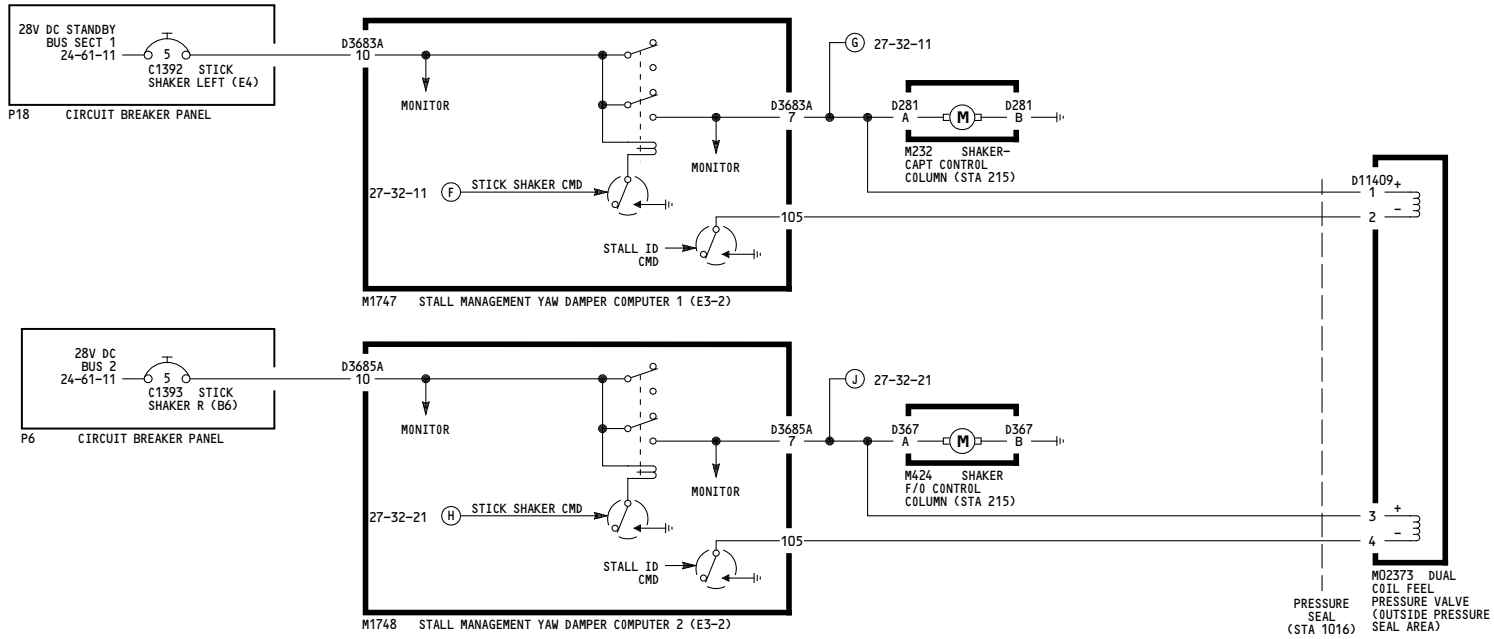 28V DC STANDBY
BUS SECT 1
24-61-11
5
C1392 STICK
SHAKER LEFT (E4)
P18 CIRCUIT BREAKER PANEL
D3683A
10
MONITOR
D3683A
7
MONITOR
27-32-11 F STICK SHAKER CMD
105
STALL ID
CMD
M1747 STALL MANAGEMENT YAW DAMPER COMPUTER 1 (E3-2)
G 27-32-11
D281
A
M
D281
B
M232 SHAKER-
CAPT CONTROL
COLUMN (STA 215)
D11409
1 +
2 -
28V DC
BUS 2
24-61-11
5
C1393 STICK
SHAKER R (B6)
P6 CIRCUIT BREAKER PANEL
D3685A
10
MONITOR
D3685A
7
MONITOR
27-32-21 H STICK SHAKER CMD
105
STALL ID
CMD
M1748 STALL MANAGEMENT YAW DAMPER COMPUTER 2 (E3-2)
J 27-32-21
D367
A
M
D367
B
M424 SHAKER
F/O CONTROL
COLUMN (STA 215)
3 +
4 -
PRESSURE
SEAL
(STA 1016)
M02373 DUAL
COIL FEEL
PRESSURE VALVE
(OUTSIDE PRESSURE
SEAL AREA)